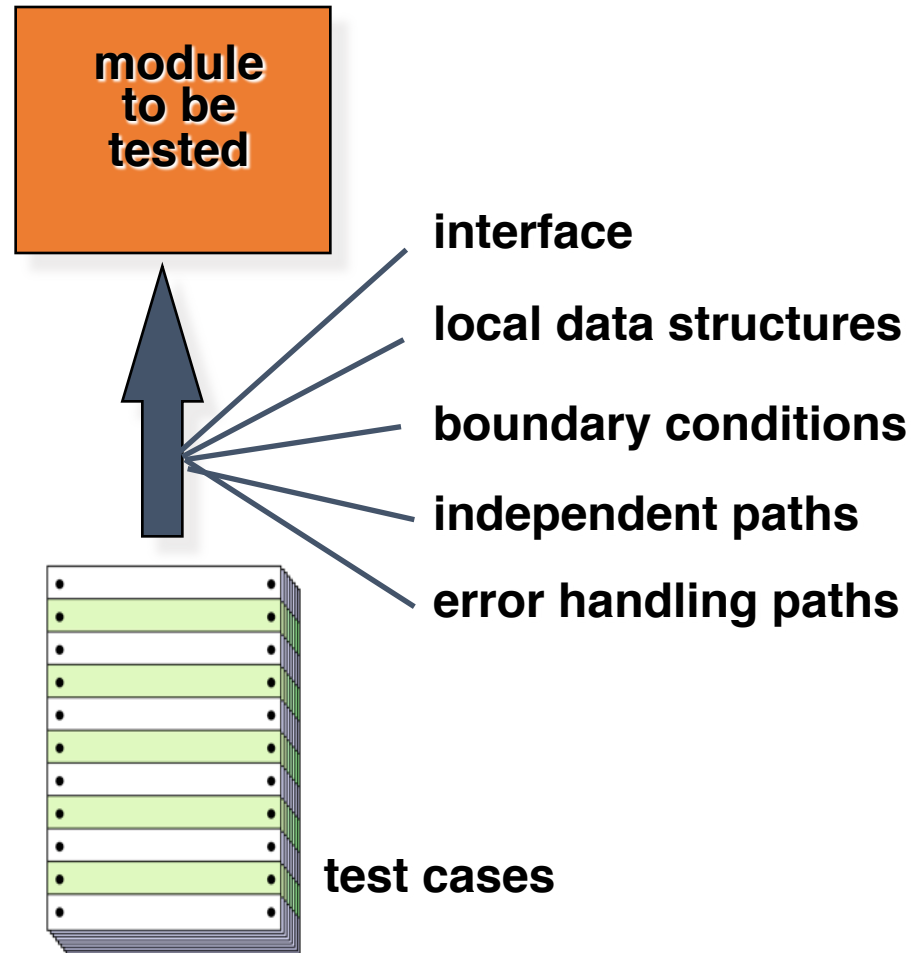 module
to be
tested
interface
local data structures
boundary conditions
independent paths
error handling paths
test cases